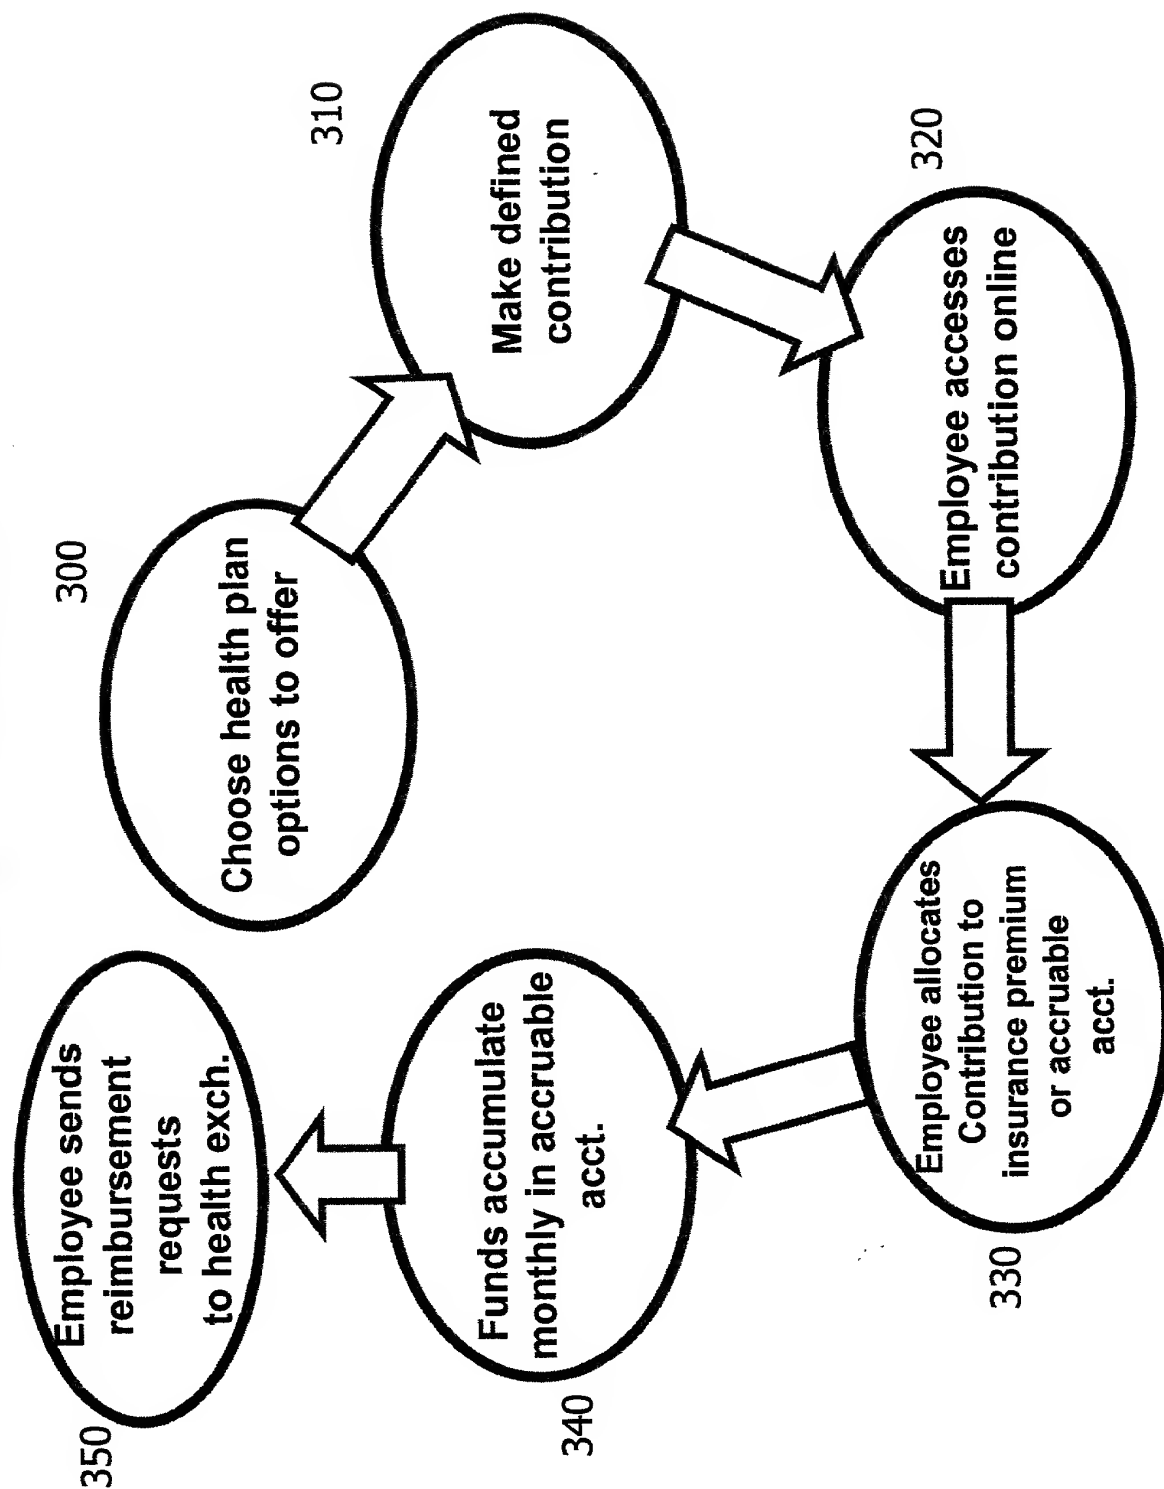 300
Choose health plan
options to offer
310
Make defined
contribution
320
Employee accesses
contribution online
330
Employee allocates
Contribution to
insurance premium
or accruable
acct.
340
Funds accumulate
monthly in accruable
acct.
350
Employee sends
reimbursement
requests
to health exch.